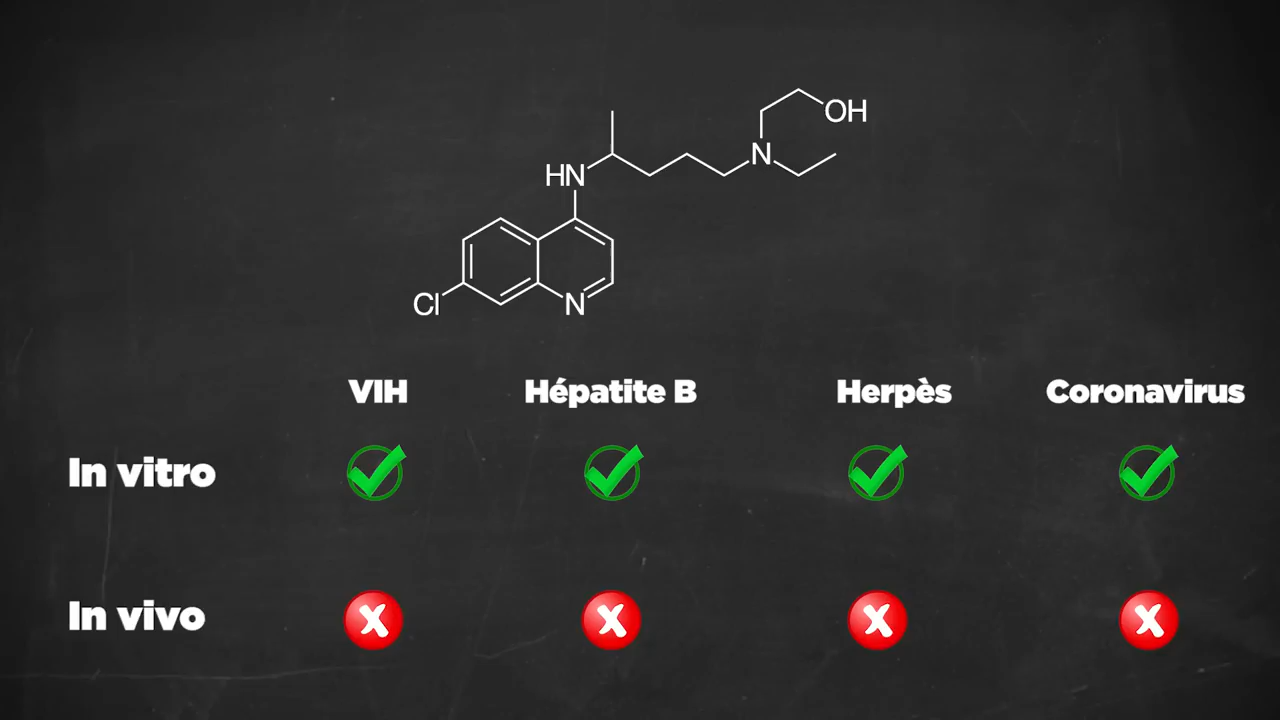 OH
N
HN
Cl
N
VIH Hépatite B Herpès Coronavirus
In vitro
In vivo